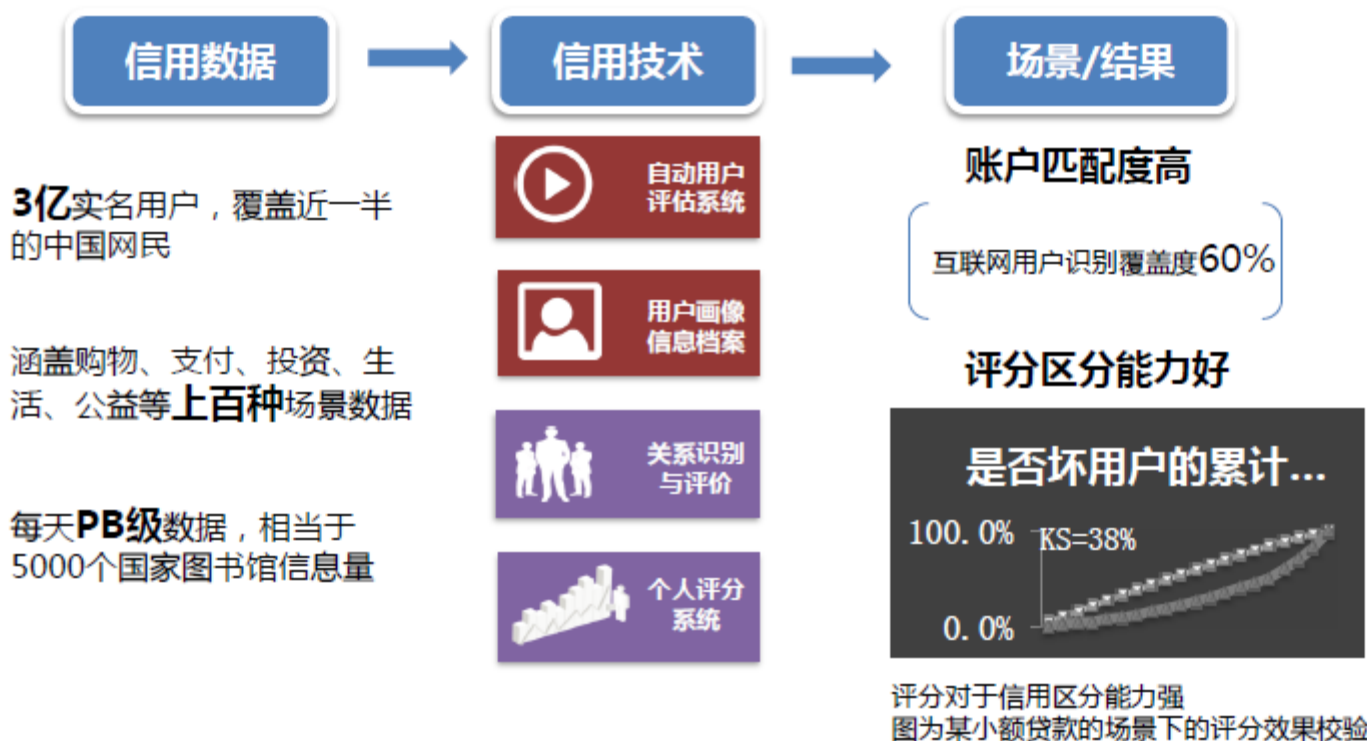 信用数据
信用技术
场景/结果
3亿实名用户，覆盖近一半
的中国网民
涵盖购物、支付、投资、生
活、公益等上百种场景数据
每天PB级数据，相当于
5000个国家图书馆信息量
自动用户
评估系统
用户画像
信息档案
关系识别
与评价
个人评分
系统
账户匹配度高
互联网用户识别覆盖度60%
评分区分能力好
是否坏用户的累计...
100.0%
KS=38%
0.0%
评分对于信用区分能力强
图为某小额贷款的场景下的评分效果校验